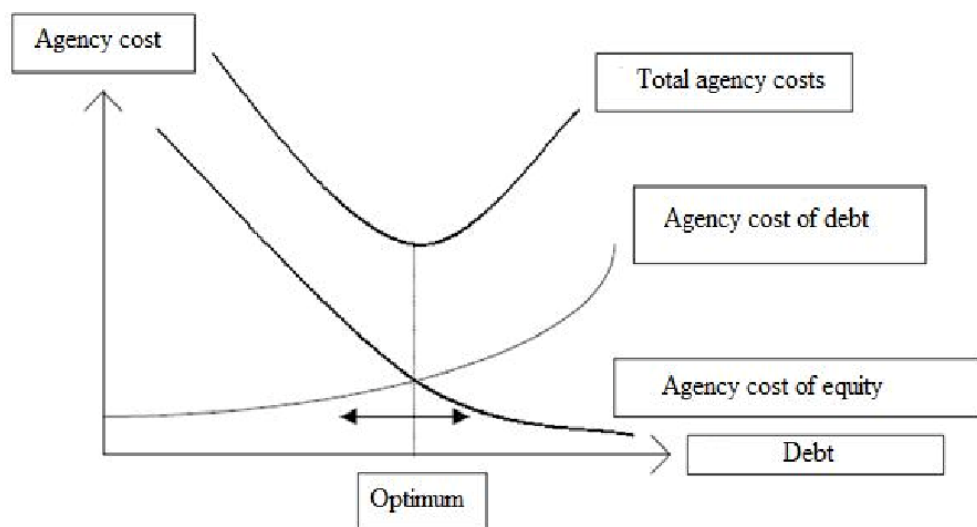 Agency cost
Total agency costs
Agency cost of debt
Agency cost of equity
Debt
Optimum